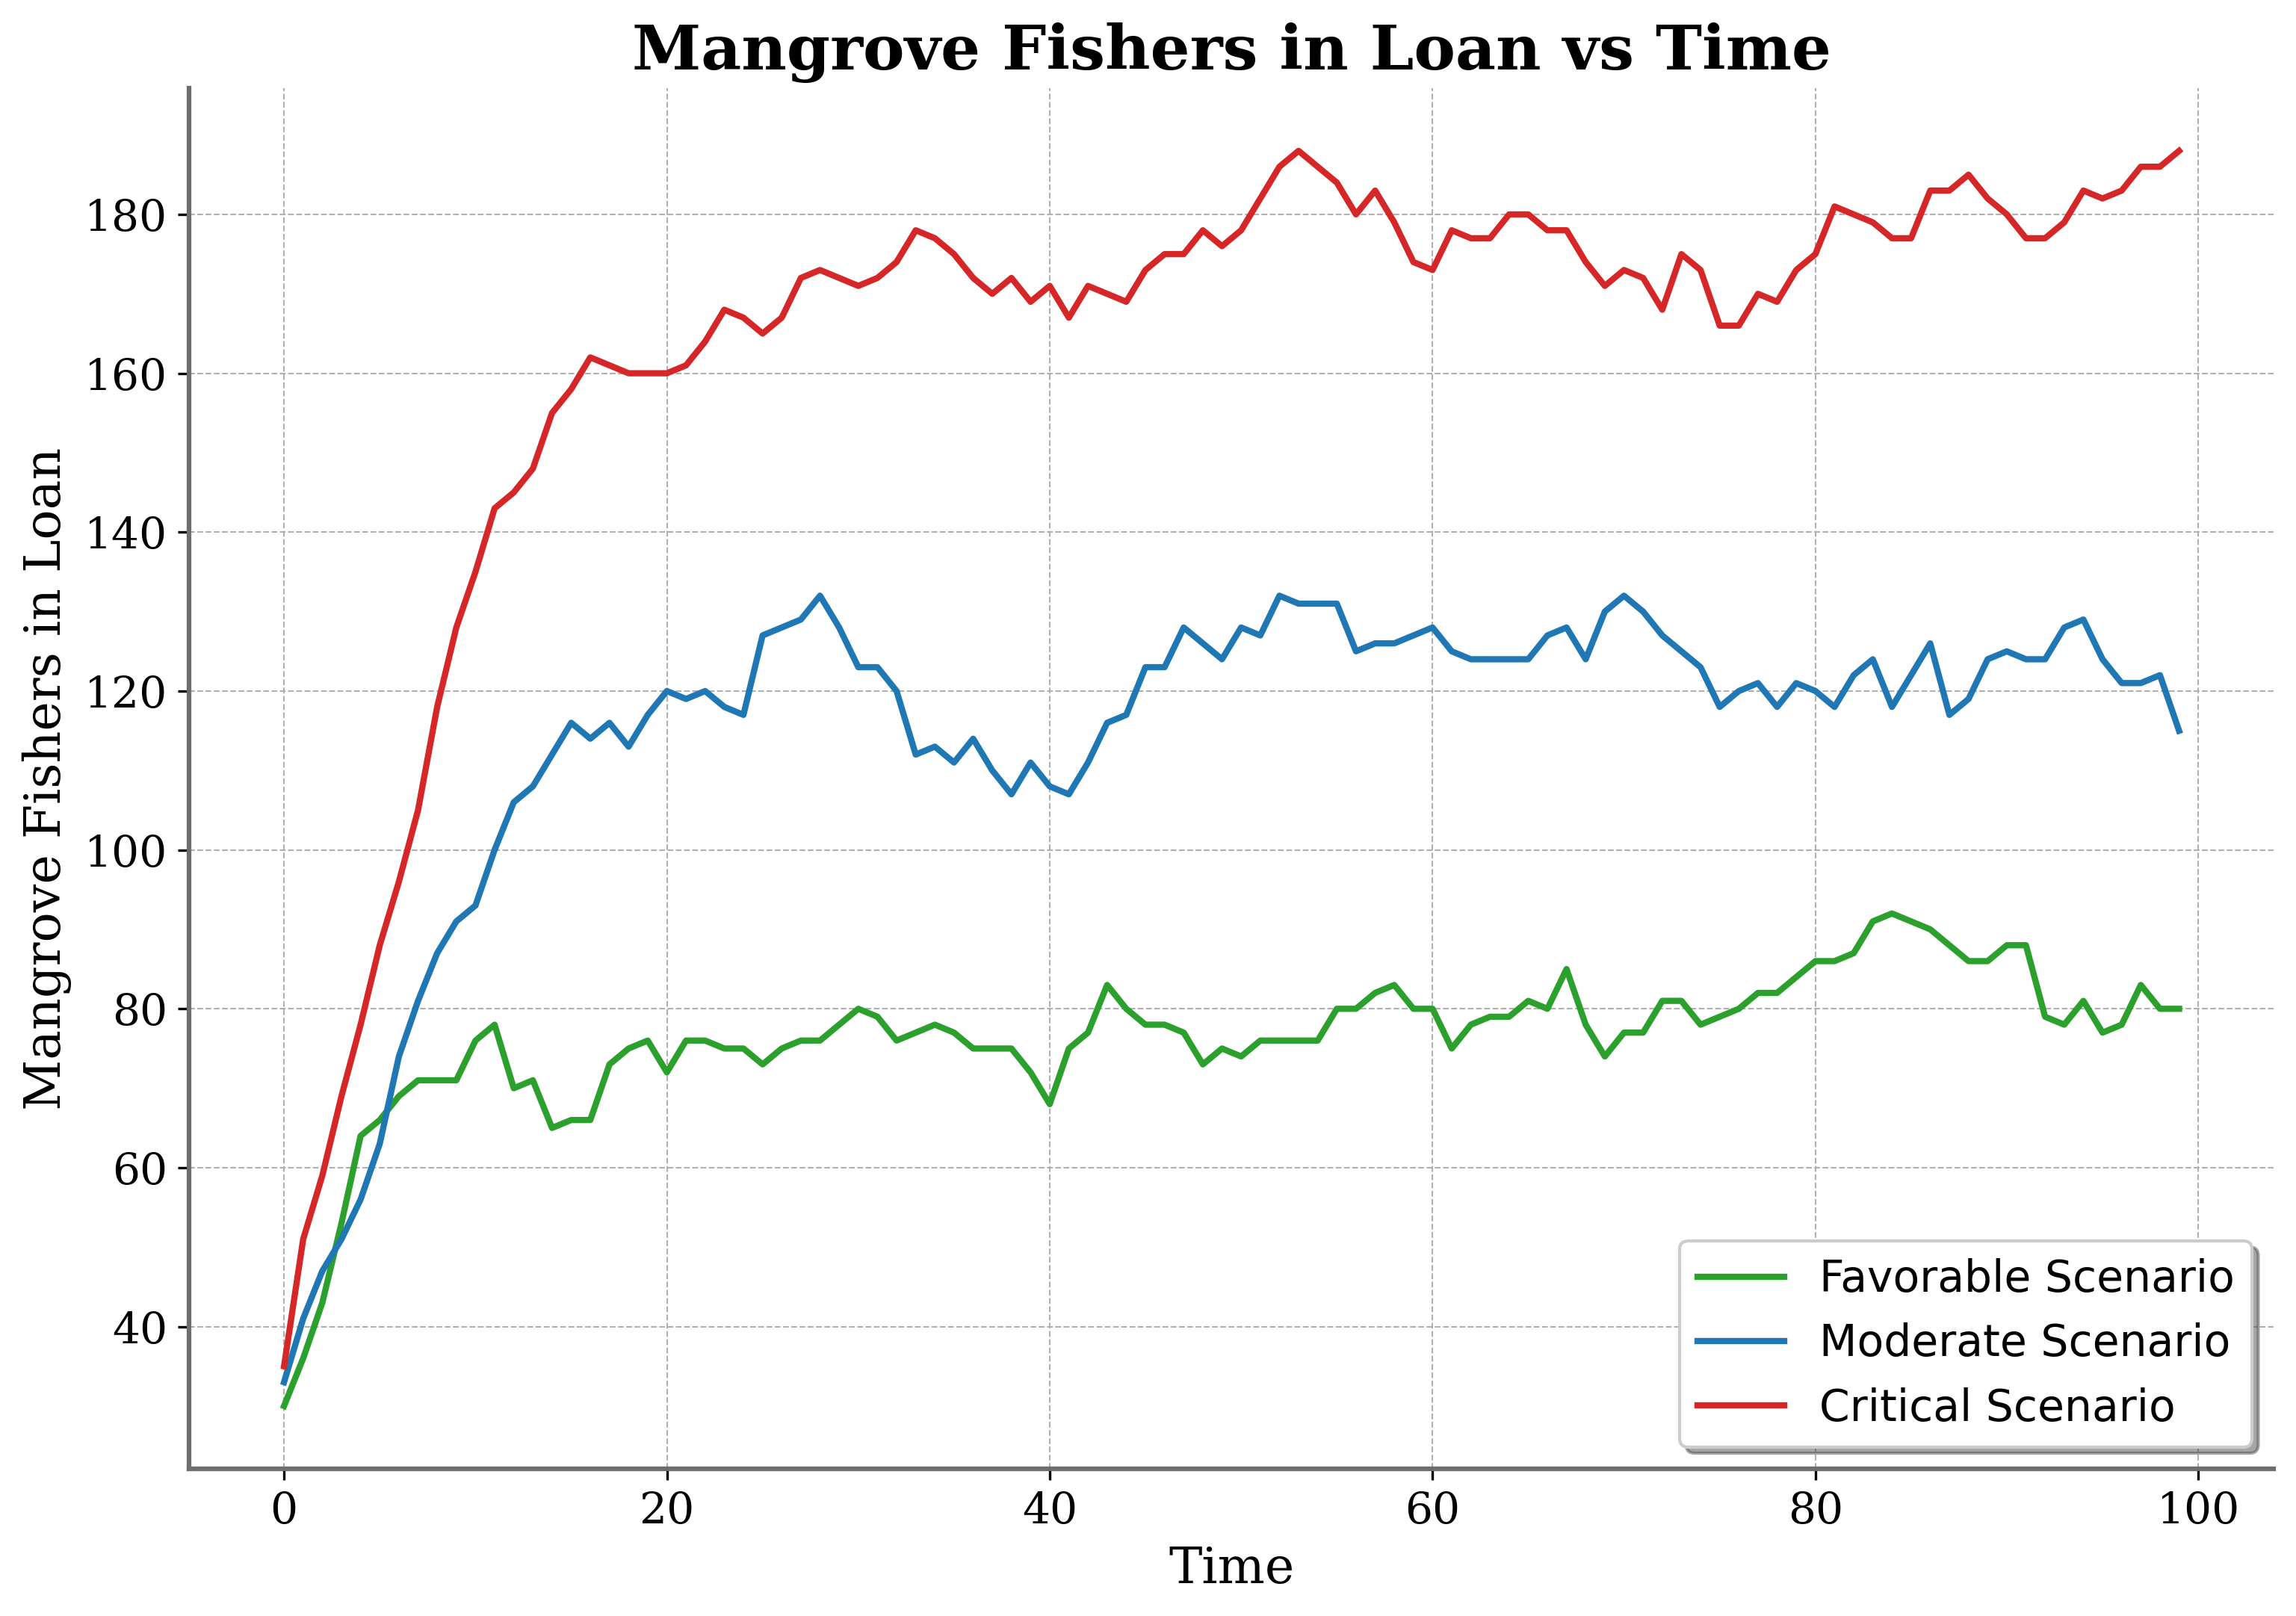 Mangrove Fishers in Loan vs Time
Mangrove Fishers in Loan
180
160
140
120
100
80
60
40
0 20 40 60 80 100
Time
Favorable Scenario
Moderate Scenario
Critical Scenario